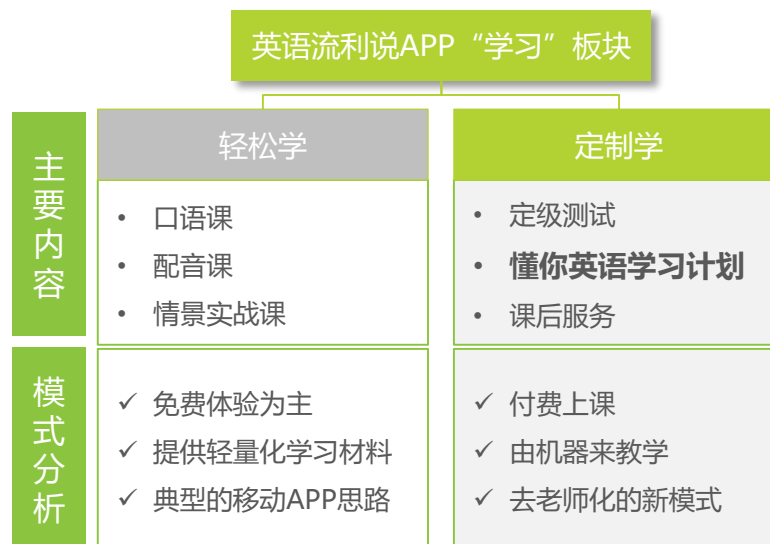 英语流利说APP“学习”板块
轻松学
定制学
主要内容
• 口语课
• 配音课
• 情景实战课
• 定级测试
• 懂你英语学习计划
• 课后服务
模式分析
✓ 免费体验为主
✓ 提供轻量化学习材料
✓ 典型的移动APP思路
✓ 付费上课
✓ 由机器来教学
✓ 去老师化的新模式